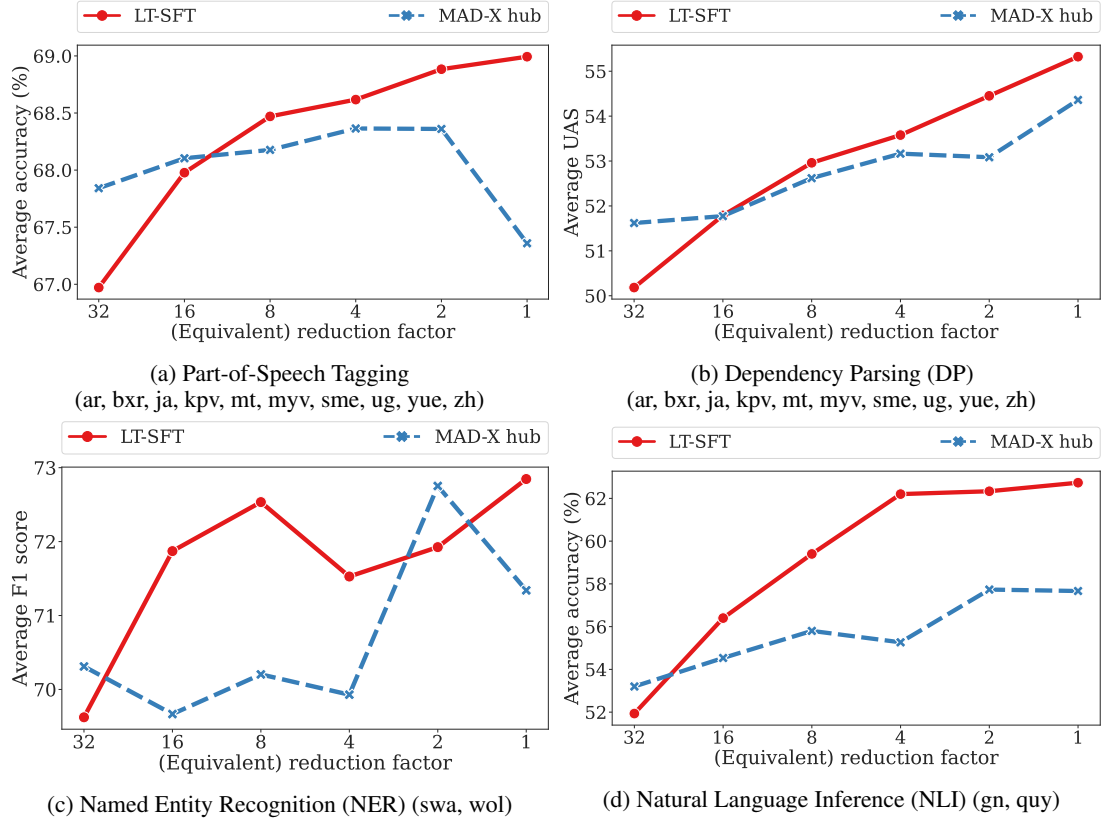 LT-SFT MAD-X hub
Average accuracy (%)
69.0
68.5
68.0
67.5
67.0
32 16 8 4 2 1
(Equivalent) reduction factor
(a) Part-of-Speech Tagging
(ar, bxr, ja, kpv, mt, myv, sme, ug, yue, zh)
LT-SFT MAD-X hub
Average UAS
55
54
53
52
51
50
32 16 8 4 2 1
(Equivalent) reduction factor
(b) Dependency Parsing (DP)
(ar, bxr, ja, kpv, mt, myv, sme, ug, yue, zh)
LT-SFT MAD-X hub
Average F1 score
73
72
71
70
32 16 8 4 2 1
(Equivalent) reduction factor
(c) Named Entity Recognition (NER) (swa, wol)
LT-SFT MAD-X hub
Average accuracy (%)
62
60
58
56
54
52
32 16 8 4 2 1
(Equivalent) reduction factor
(d) Natural Language Inference (NLI) (gn, quy)